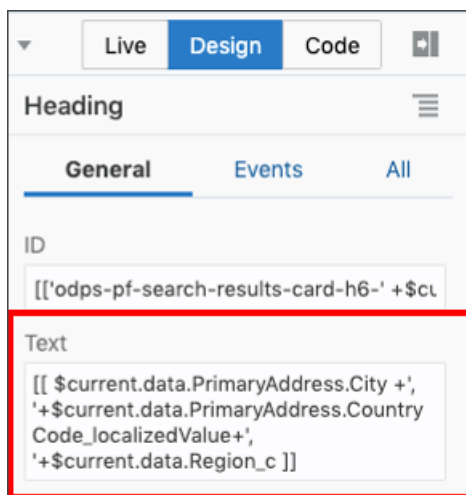 Live Design Code
Heading
General Events All
ID
[['odps-pf-search-results-card-h6-' +$cu
Text
[[ $current.data.PrimaryAddress.City +',
'+$current.data.PrimaryAddress.Country
Code_localizedValue+',
'+$current.data.Region_c ]]